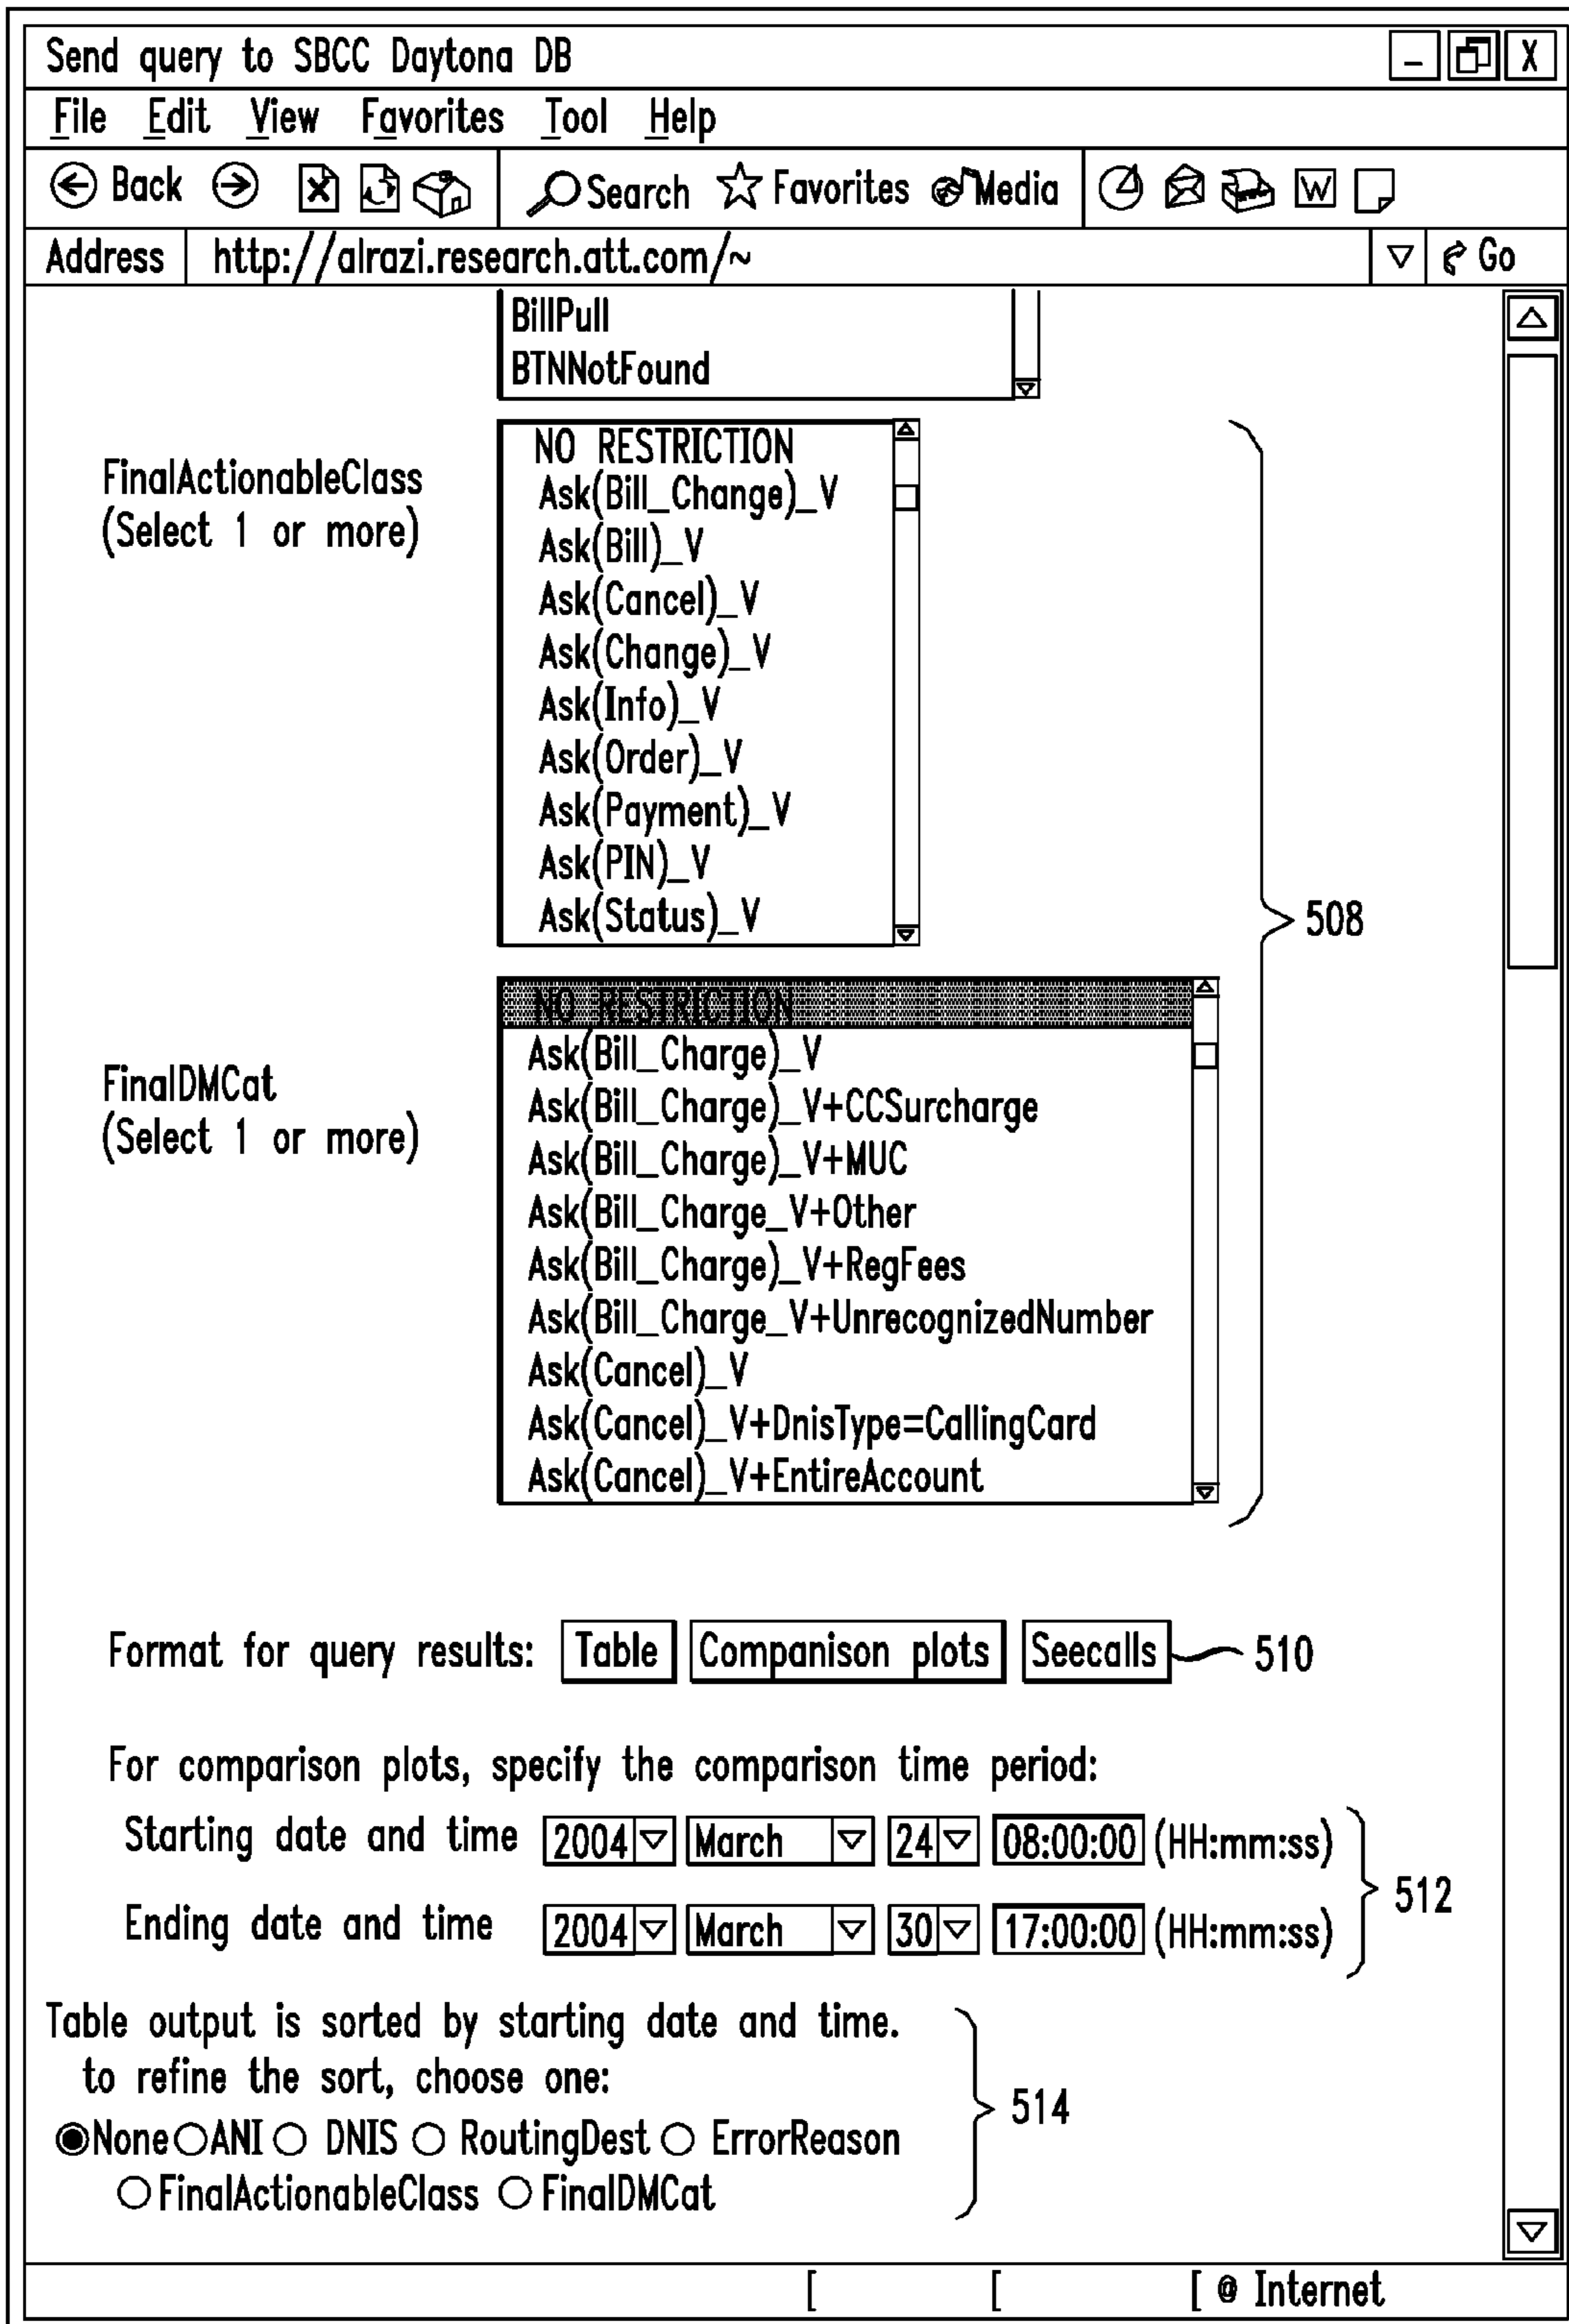 Send query to SBCC Daytona DB
X
File Edit View Favorites Tool Help
Back Search Favorites Media W
Address http://alrazi.research.att.com/~ Go
BillPull
BTNNotFound
FinalActionableClass
(Select 1 or more)
NO RESTRICTION
Ask(Bill_Change)_V
Ask(Bill)_V
Ask(Cancel)_V
Ask(Change)_V
Ask(Info)_V
Ask(Order)_V
Ask(Payment)_V
Ask(PIN)_V
Ask(Status)_V
508
FinalDMCat
(Select 1 or more)
NO RESTRICTION
Ask(Bill_Charge)_V
Ask(Bill_Charge)_V+CCSurcharge
Ask(Bill_Charge)_V+MUC
Ask(Bill_Charge_V+Other
Ask(Bill_Charge)_V+RegFees
Ask(Bill_Charge_V+UnrecognizedNumber
Ask(Cancel)_V
Ask(Cancel)_V+DnisType=CallingCard
Ask(Cancel)_V+EntireAccount
Format for query results: Table Companison plots Seecalls 510
For comparison plots, specify the comparison time period:
Starting date and time 2004 March 24 08:00:00 (HH:mm:ss)
Ending date and time 2004 March 30 17:00:00 (HH:mm:ss)
512
Table output is sorted by starting date and time.
to refine the sort, choose one:
None ANI DNIS RoutingDest ErrorReason
FinalActionableClass FinalDMCat
514
[ [ [ @ Internet